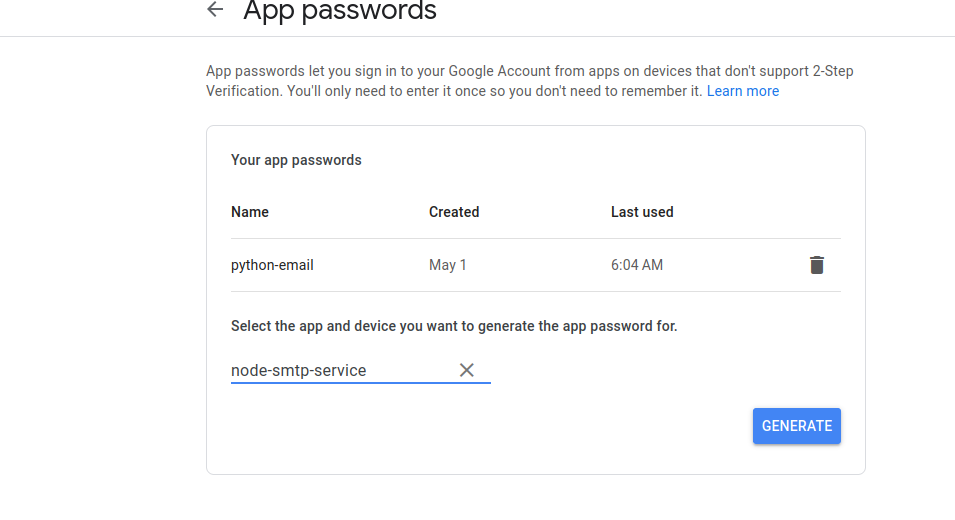 App passwords
App passwords let you sign in to your Google Account from apps on devices that don't support 2-Step
Verification. You'll only need to enter it once so you don't need to remember it. Learn more
Your app passwords
Name Created Last used
python-email May 1 6:04 AM
Select the app and device you want to generate the app password for.
node-smtp-service
GENERATE